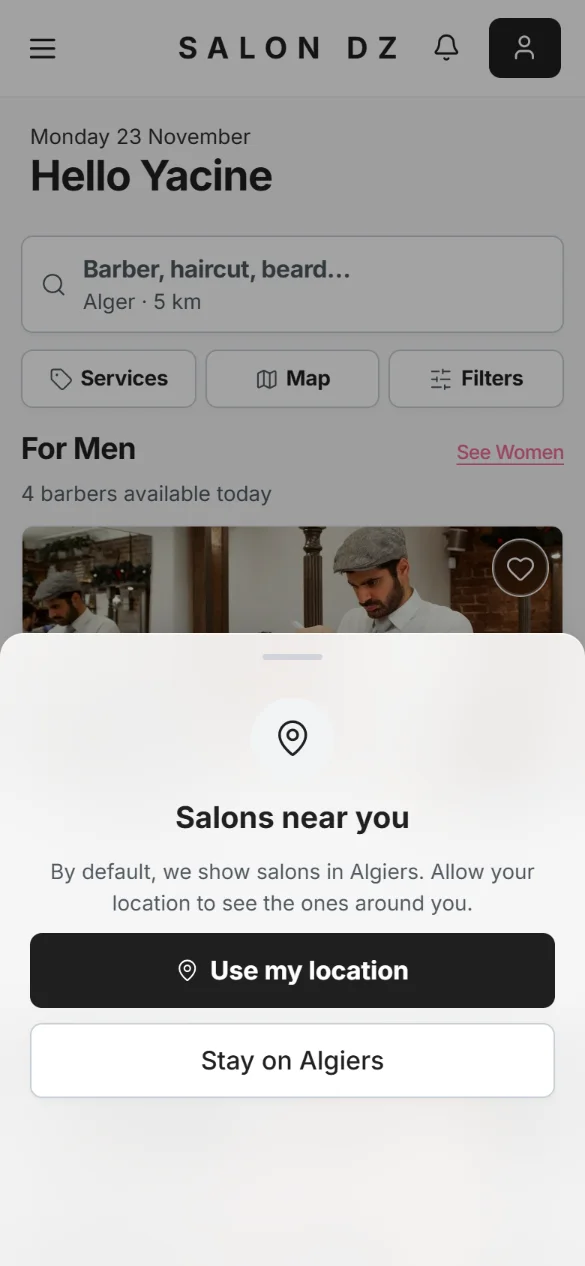 SALON DZ
Monday 23 November
Hello Yacine
Barber, haircut, beard...
Alger · 5 km
Services
Map
Filters
For Men
See Women
4 barbers available today
Salons near you
By default, we show salons in Algiers. Allow your
location to see the ones around you.
Use my location
Stay on Algiers